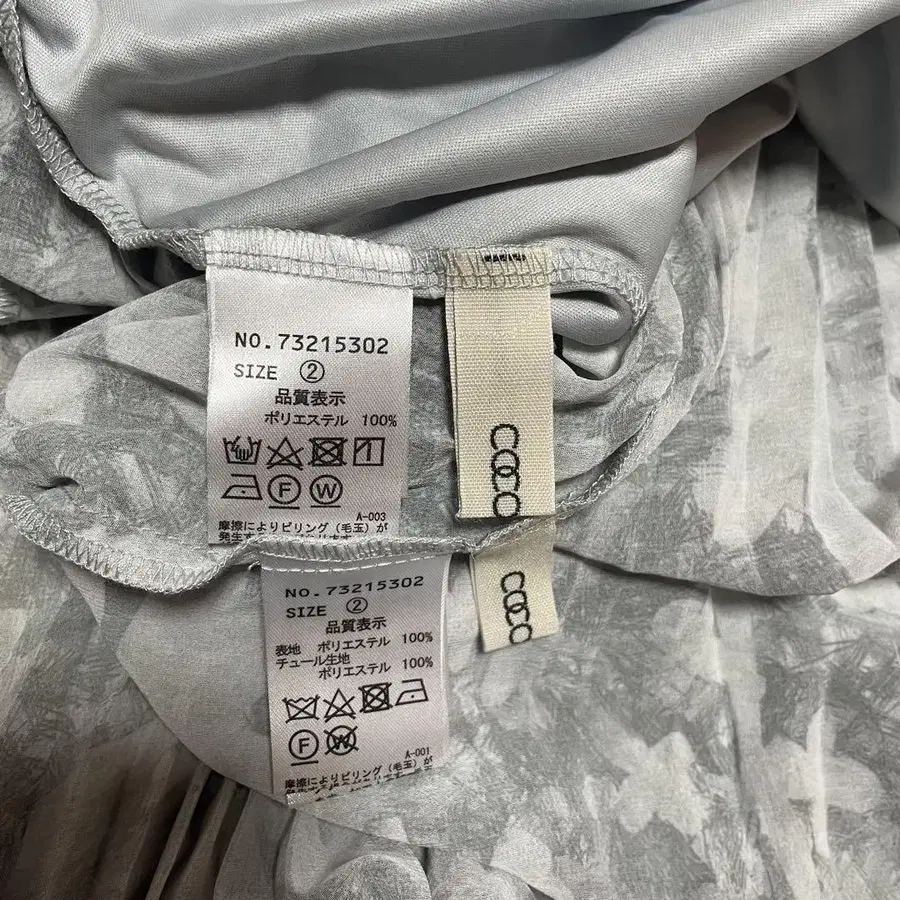 NO.73215302
SIZE ②
品質表示
ポリエステル 100%
A-003
摩擦によりピリング(毛玉)が
COCO
NO.73215302
SIZE ②
品質表示
表地 ポリエステル 100%
チュール生地
ポリエステル 100%
F
W
A-001
摩擦によりピリング(毛玉)が
COCO